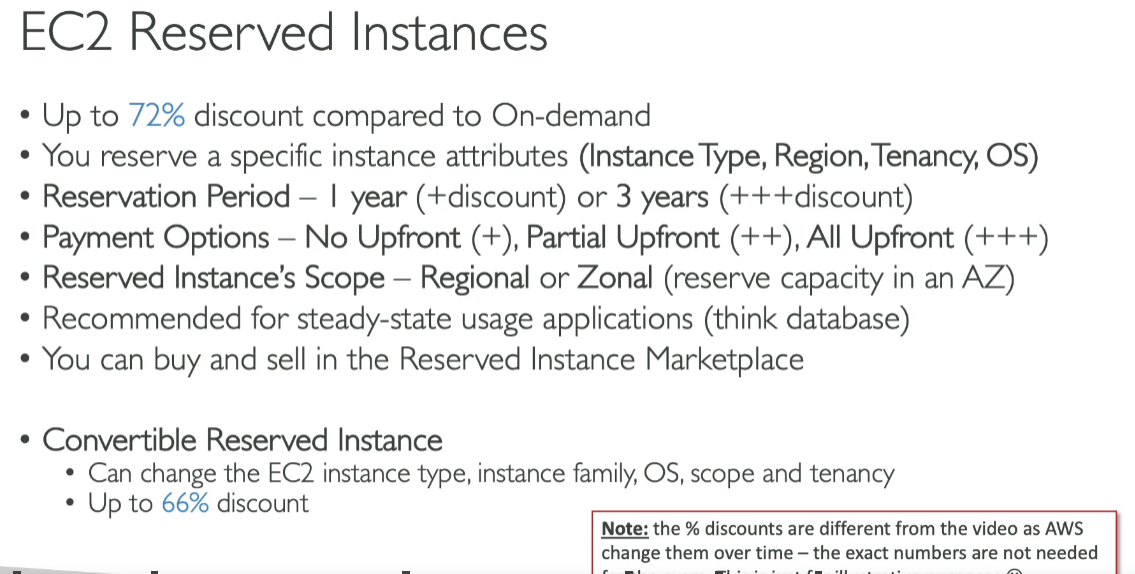 EC2 Reserved Instances
• Up to 72% discount compared to On-demand
• You reserve a specific instance attributes (Instance Type, Region, Tenancy, OS)
• Reservation Period – 1 year (+discount) or 3 years (+++discount)
• Payment Options – No Upfront (+), Partial Upfront (++), All Upfront (+++)
• Reserved Instance's Scope – Regional or Zonal (reserve capacity in an AZ)
• Recommended for steady-state usage applications (think database)
• You can buy and sell in the Reserved Instance Marketplace
• Convertible Reserved Instance
• Can change the EC2 instance type, instance family, OS, scope and tenancy
• Up to 66% discount
Note: the % discounts are different from the video as AWS
change them over time – the exact numbers are not needed